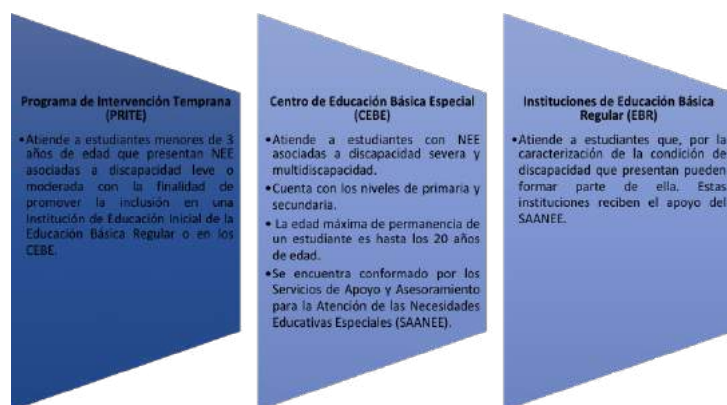 Programa de Intervención Temprana
(PRITE)
•Atiende a estudiantes menores de 3
años de edad que presentan NEE
asociadas a discapacidad leve o
moderada con la finalidad de
promover la inclusión en una
Institución de Educación Inicial de la
Educación Básica Regular o en los
CEBE.
Centro de Educación Básica Especial
(CEBE)
•Atiende a estudiantes con NEE
asociadas a discapacidad severa y
multidiscapacidad.
•Cuenta con los niveles de primaria y
secundaria.
• La edad máxima de permanencia de
un estudiante es hasta los 20 años
de edad.
•Se encuentra conformado por los
Servicios de Apoyo y Asesoramiento
para la Atención de las Necesidades
Educativas Especiales (SAANEE).
Instituciones de Educación Básica
Regular (EBR)
•Atiende a estudiantes que, por la
caracterización de la condición de
discapacidad que presentan pueden
formar parte de ella. Estas
instituciones reciben el apoyo del
SAANEE.